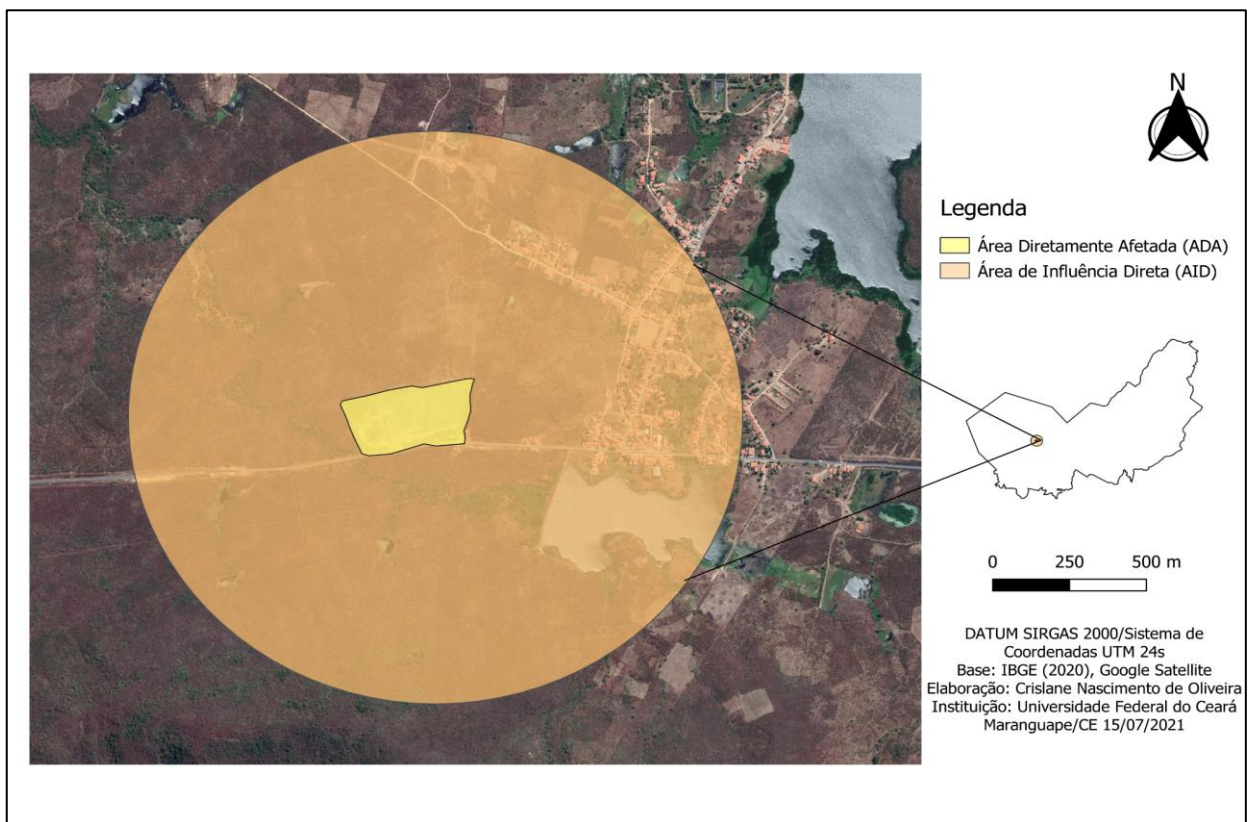 N
Legenda
Área Diretamente Afetada (ADA)
Área de Influência Direta (AID)
0 250 500 m
DATUM SIRGAS 2000/Sistema de
Coordenadas UTM 24s
Base: IBGE (2020), Google Satellite
Elaboração: Crislane Nascimento de Oliveira
Instituição: Universidade Federal do Ceará
Maranguape/CE 15/07/2021